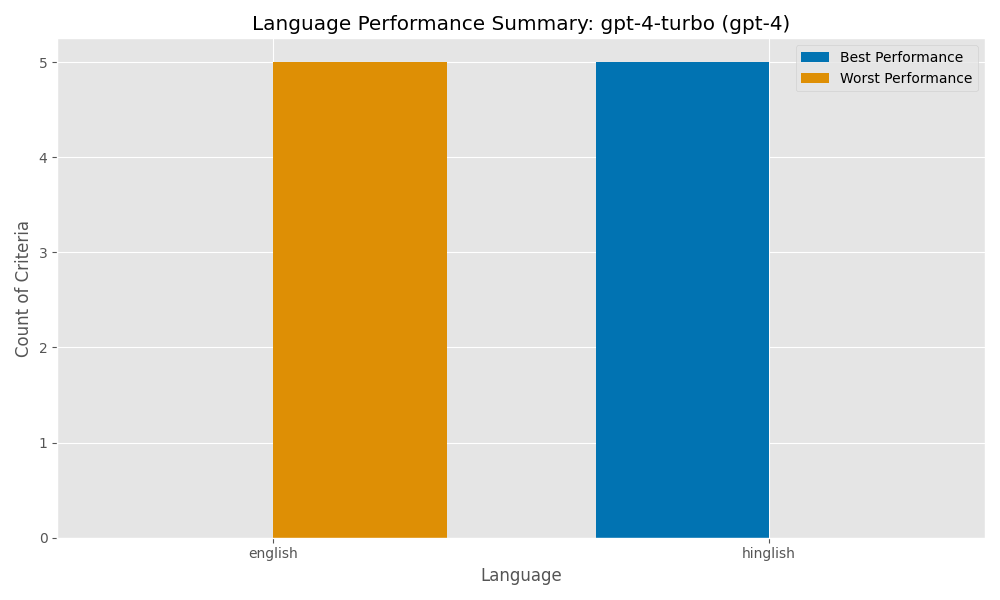 Language Performance Summary: gpt-4-turbo (gpt-4)
Best Performance
Worst Performance
5
4
3
2
1
0
Count of Criteria
english
hinglish
Language